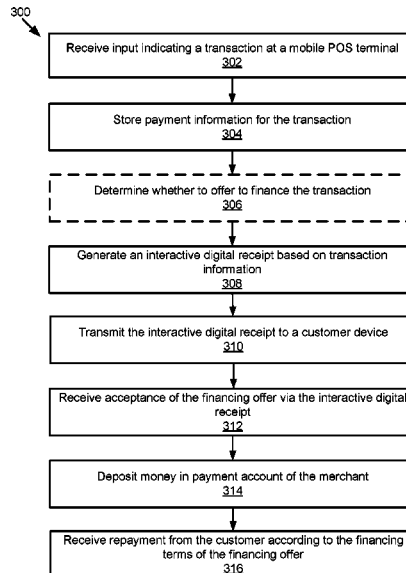 300
Receive input indicating a transaction at a mobile POS terminal
302
Store payment information for the transaction
304
Determine whether to offer to finance the transaction
306
Generate an interactive digital receipt based on transaction
information
308
Transmit the interactive digital receipt to a customer device
310
Receive acceptance of the financing offer via the interactive digital
receipt
312
Deposit money in payment account of the merchant
314
Receive repayment from the customer according to the financing
terms of the financing offer
316